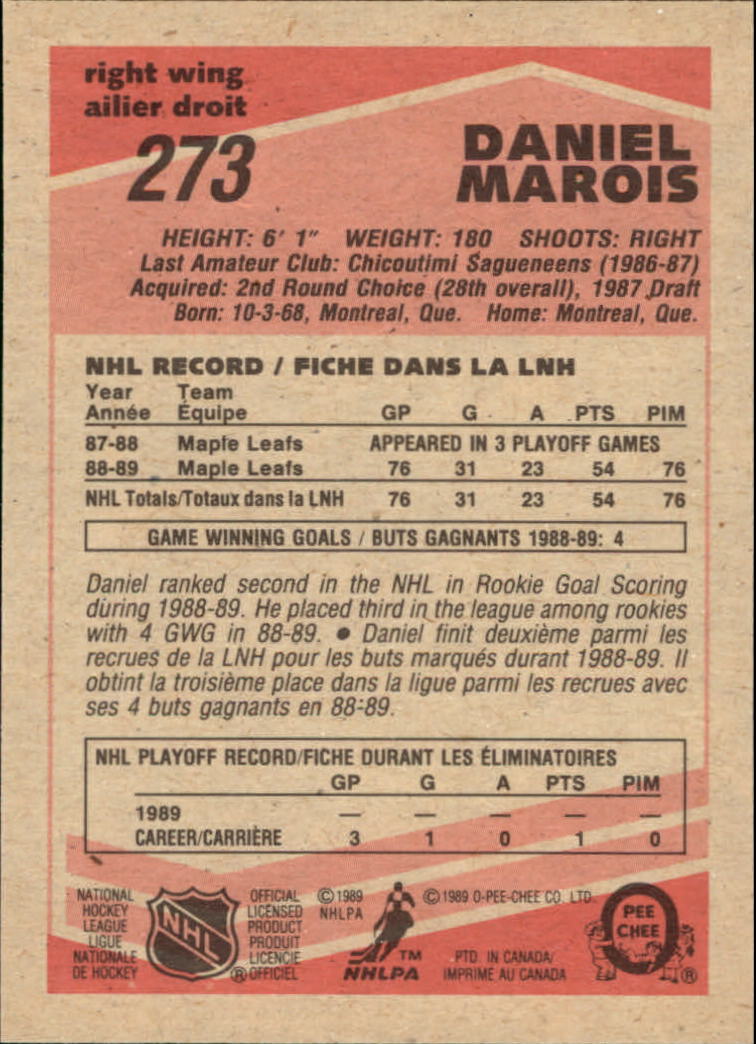 right wing
ailier droit
273
DANIEL
MAROIS
HEIGHT: 6' 1" WEIGHT: 180 SHOOTS: RIGHT
Last Amateur Club: Chicoutimi Sagueneens (1986-87)
Acquired: 2nd Round Choice (28th overall), 1987 Draft
Born: 10-3-68, Montreal, Que. Home: Montreal, Que.
NHL RECORD / FICHE DANS LA LNH
Year Team
Année Équipe GP G A PTS PIM
87-88 Maple Leafs APPEARED IN 3 PLAYOFF GAMES
88-89 Maple Leafs 76 31 23 54 76
NHL Totals/Totaux dans la LNH 76 31 23 54 76
GAME WINNING GOALS / BUTS GAGNANTS 1988-89: 4
Daniel ranked second in the NHL in Rookie Goal Scoring
during 1988-89. He placed third in the league among rookies
with 4 GWG in 88-89. ● Daniel finit deuxième parmi les
recrues de la LNH pour les buts marqués durant 1988-89. Il
obtint la troisième place dans la ligue parmi les recrues avec
ses 4 buts gagnants en 88-89.
NHL PLAYOFF RECORD/FICHE DURANT LES ÉLIMINATOIRES
GP G A PTS PIM
1989 — — — — —
CAREER/CARRIÈRE 3 1 0 1 0
NATIONAL
HOCKEY
LEAGUE
LIGUE
NATIONALE
DE HOCKEY
NHL
OFFICIAL
LICENSED
PRODUCT
PRODUIT
LICENCIE
® OFFICIEL
© 1989
NHLPA
TM
NHLPA
© 1989 O-PEE-CHEE CO. LTD.
PTD. IN CANADA/
IMPRIME AU CANADA
O
PEE
CHEE
®